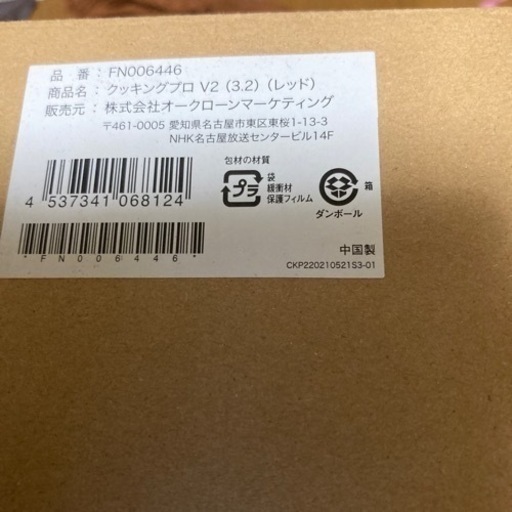 品 番 : FN006446
商品名 : クッキングプロ V2 (3.2) (レッド)
販売元 : 株式会社オークローンマーケティング
〒461-0005 愛知県名古屋市東区東桜1-13-3
NHK名古屋放送センタービル14F
包材の材質
プラ
袋
緩衝材
保護フィルム
箱
ダンボール
4 537341 068124
*FN006446*
中国製
CKP220210521S3-01